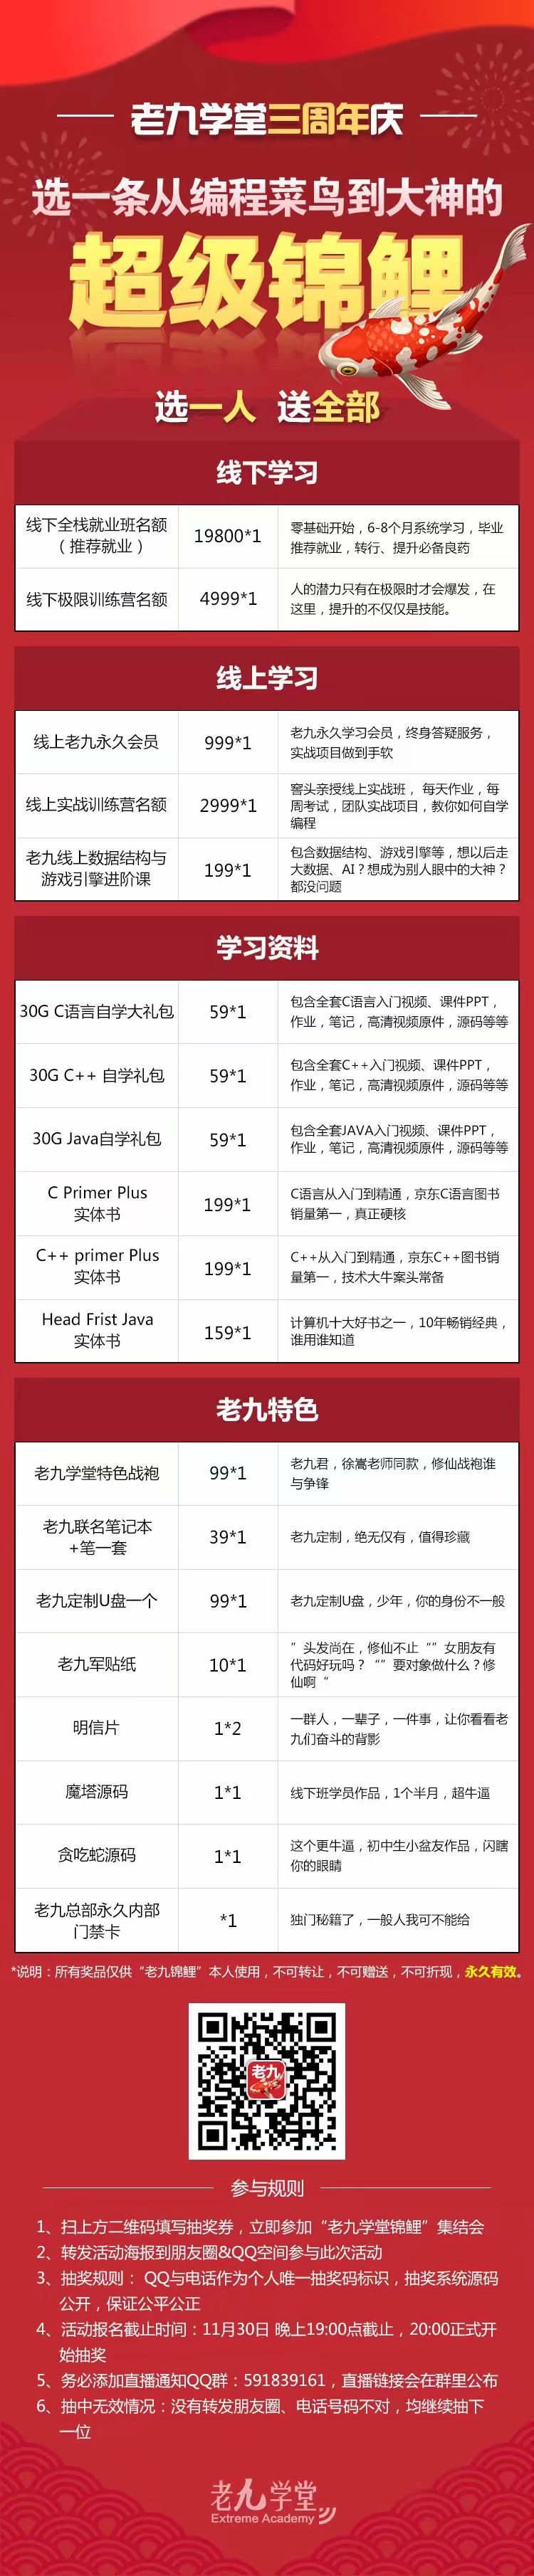 老九学堂三周年庆
选一条从编程菜鸟到大神的
超级锦鲤
选一人 送全部
线下学习
线下全栈就业班名额
（推荐就业）
19800*1
零基础开始，6-8个月系统学习，毕业
推荐就业，转行、提升必备良药
线下极限训练营名额
4999*1
人的潜力只有在极限时才会爆发，在
这里，提升的不仅仅是技能。
线上学习
线上老九永久会员
999*1
老九永久学习会员，终身答疑服务，
实战项目做到手软
线上实战训练营名额
2999*1
窖头亲授线上实战班， 每天作业，每
周考试，团队实战项目，教你如何自学
编程
老九线上数据结构与
游戏引擎进阶课
199*1
包含数据结构、游戏引擎等，想以后走
大数据、AI？想成为别人眼中的大神？
都没问题
学习资料
30G C语言自学大礼包
59*1
包含全套C语言入门视频、课件PPT，
作业，笔记，高清视频原件，源码等等
30G C++ 自学礼包
59*1
包含全套C++入门视频、课件PPT，
作业，笔记，高清视频原件，源码等等
30G Java自学礼包
59*1
包含全套JAVA入门视频、课件PPT，
作业，笔记，高清视频原件，源码等等
C Primer Plus
实体书
199*1
C语言从入门到精通，京东C语言图书
销量第一，真正硬核
C++ primer Plus
实体书
199*1
C++从入门到精通，京东C++图书销
量第一，技术大牛案头常备
Head Frist Java
实体书
159*1
计算机十大好书之一，10年畅销经典，
谁用谁知道
老九特色
老九学堂特色战袍
99*1
老九君，徐嵩老师同款，修仙战袍谁
与争锋
老九联名笔记本
+笔一套
39*1
老九定制，绝无仅有，值得珍藏
老九定制U盘一个
99*1
老九定制U盘，少年，你的身份不一般
老九军贴纸
10*1
”头发尚在，修仙不止“”女朋友有
代码好玩吗？“”要对象做什么？修
仙啊“
明信片
1*2
一群人，一辈子，一件事，让你看看老
九们奋斗的背影
魔塔源码
1*1
线下班学员作品，1个半月，超牛逼
贪吃蛇源码
1*1
这个更牛逼，初中生小盆友作品，闪瞎
你的眼睛
老九总部永久内部
门禁卡
*1
独门秘籍了，一般人我可不能给
*说明：所有奖品仅供“老九锦鲤”本人使用，不可转让，不可赠送，不可折现，永久有效。
老九
参与规则
1、扫上方二维码填写抽奖券，立即参加“老九学堂锦鲤”集结会
2、转发活动海报到朋友圈&QQ空间参与此次活动
3、抽奖规则： QQ与电话作为个人唯一抽奖码标识，抽奖系统源码
公开，保证公平公正
4、活动报名截止时间：11月30日 晚上19:00点截止，20:00正式开
始抽奖
5、务必添加直播通知QQ群：591839161，直播链接会在群里公布
6、抽中无效情况：没有转发朋友圈、电话号码不对，均继续抽下
一位
老九学堂
Extreme Academy